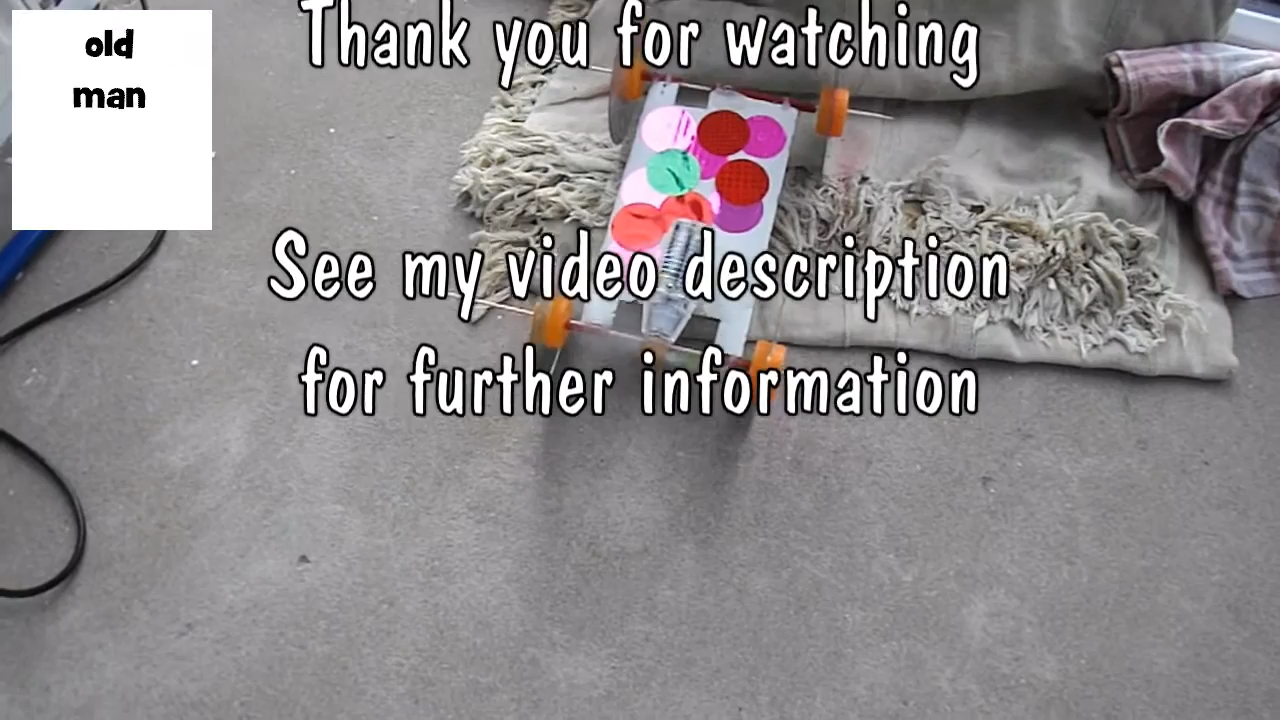 old
man
Thank you for watching
See my video description
for further information